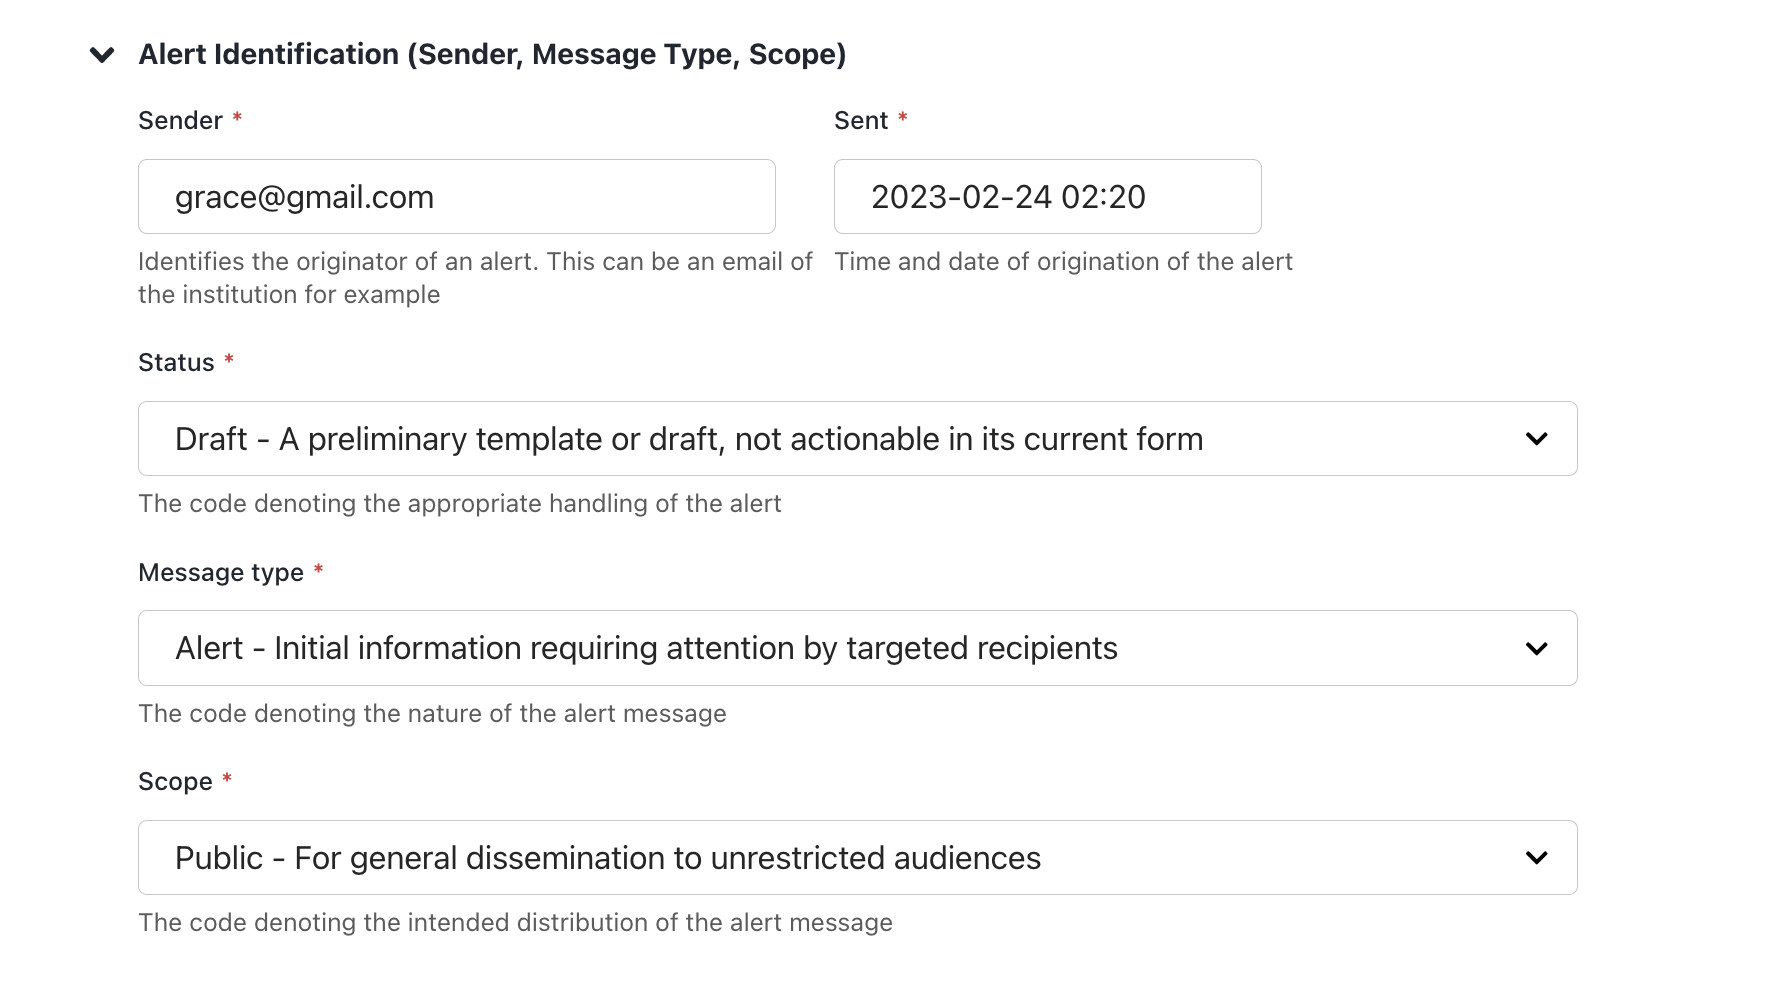 Alert Identification (Sender, Message Type, Scope)
Sender *
Sent *
grace@gmail.com
2023-02-24 02:20
Identifies the originator of an alert. This can be an email of
the institution for example
Time and date of origination of the alert
Status *
Draft - A preliminary template or draft, not actionable in its current form
The code denoting the appropriate handling of the alert
Message type *
Alert - Initial information requiring attention by targeted recipients
The code denoting the nature of the alert message
Scope *
Public - For general dissemination to unrestricted audiences
The code denoting the intended distribution of the alert message